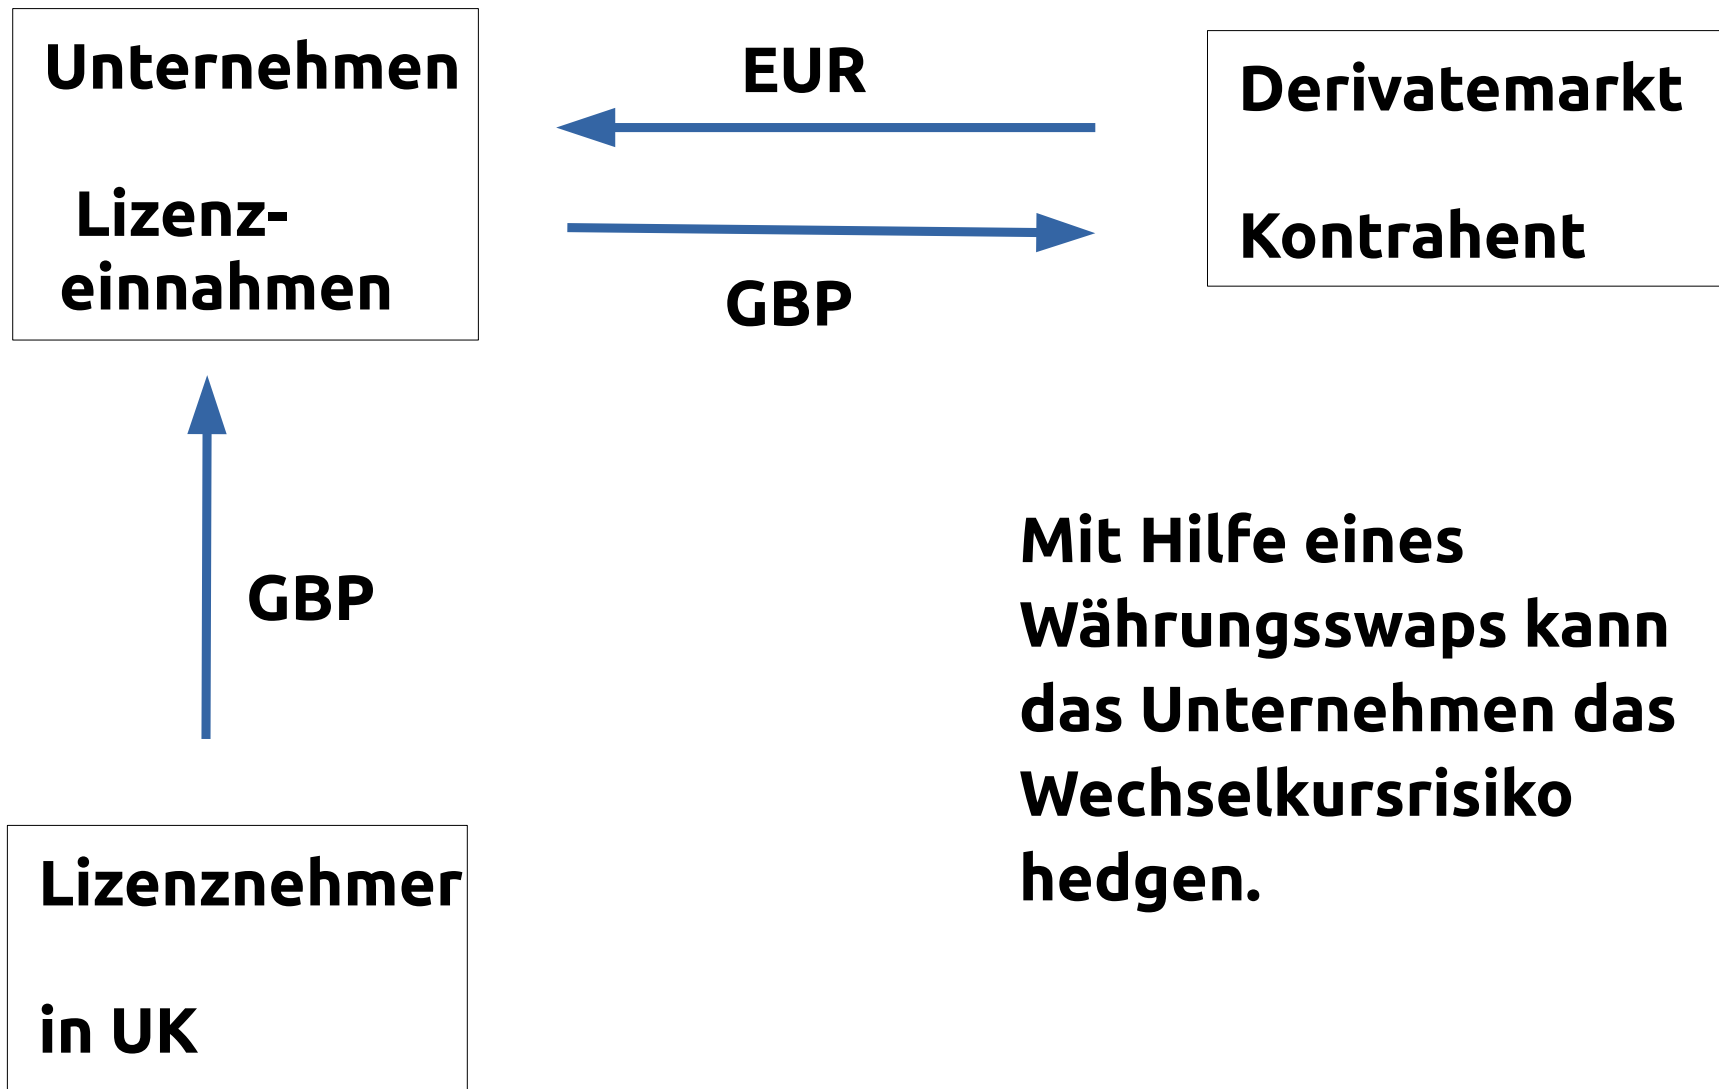 Unternehmen
Lizenz-
einnahmen
EUR
GBP
Derivatemarkt
Kontrahent
GBP
Mit Hilfe eines
Währungsswaps kann
das Unternehmen das
Wechselkursrisiko
hedgen.
Lizenznehmer
in UK